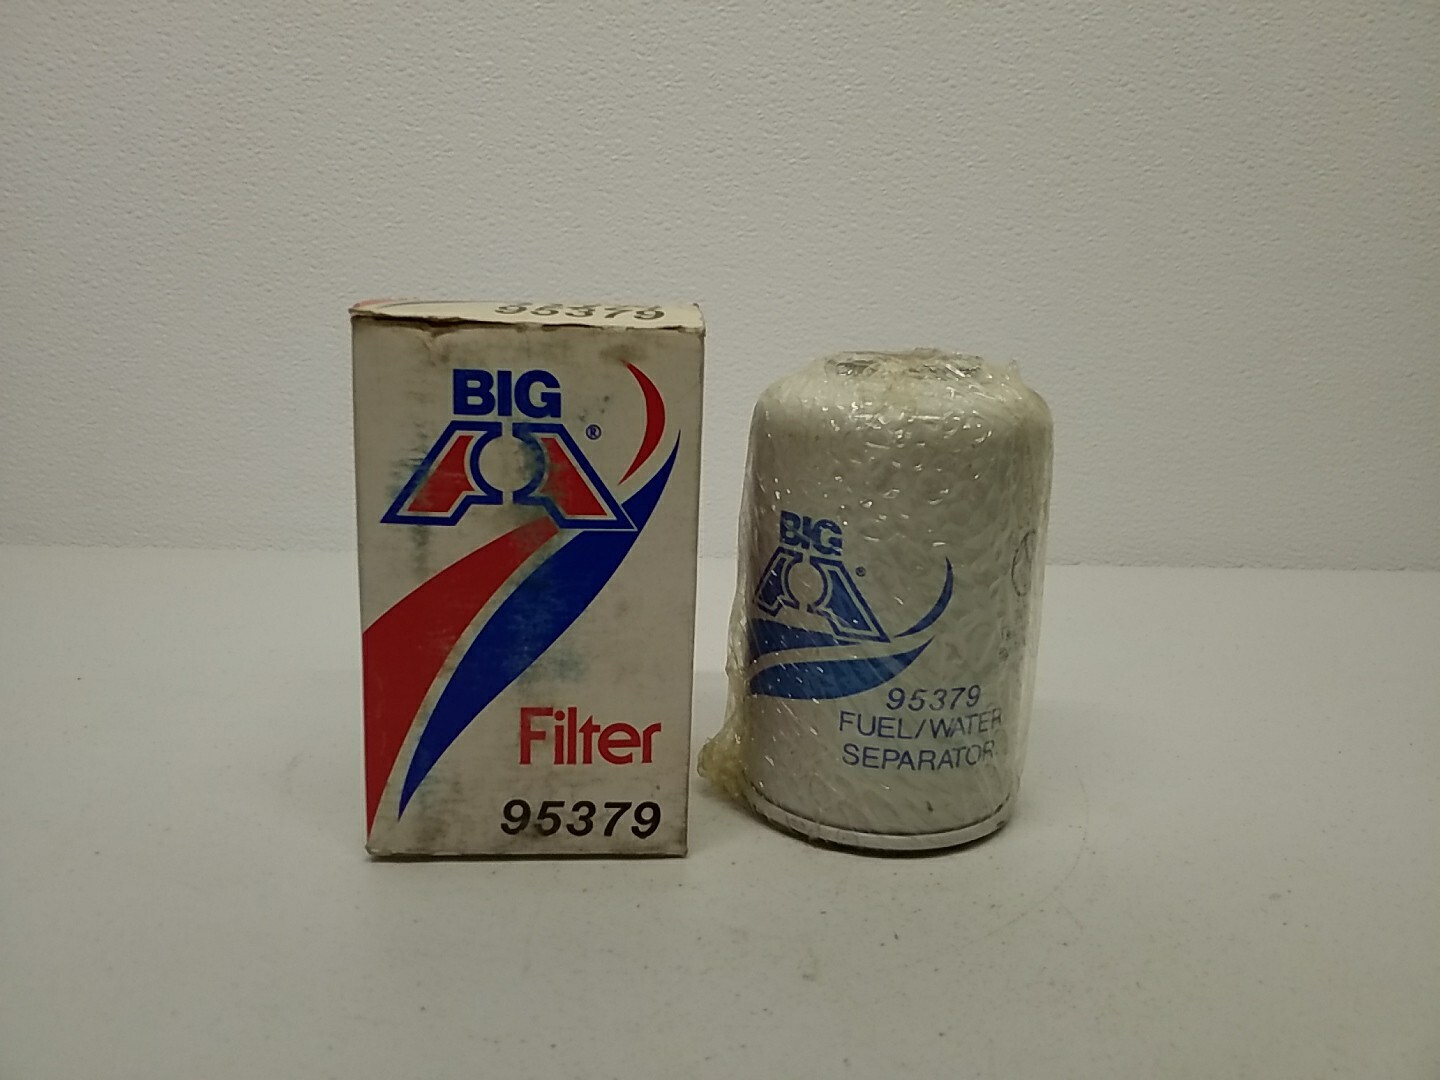 95379
BIG
A®
Filter
95379
BIG
A®
95379
FUEL/WATER
SEPARATOR